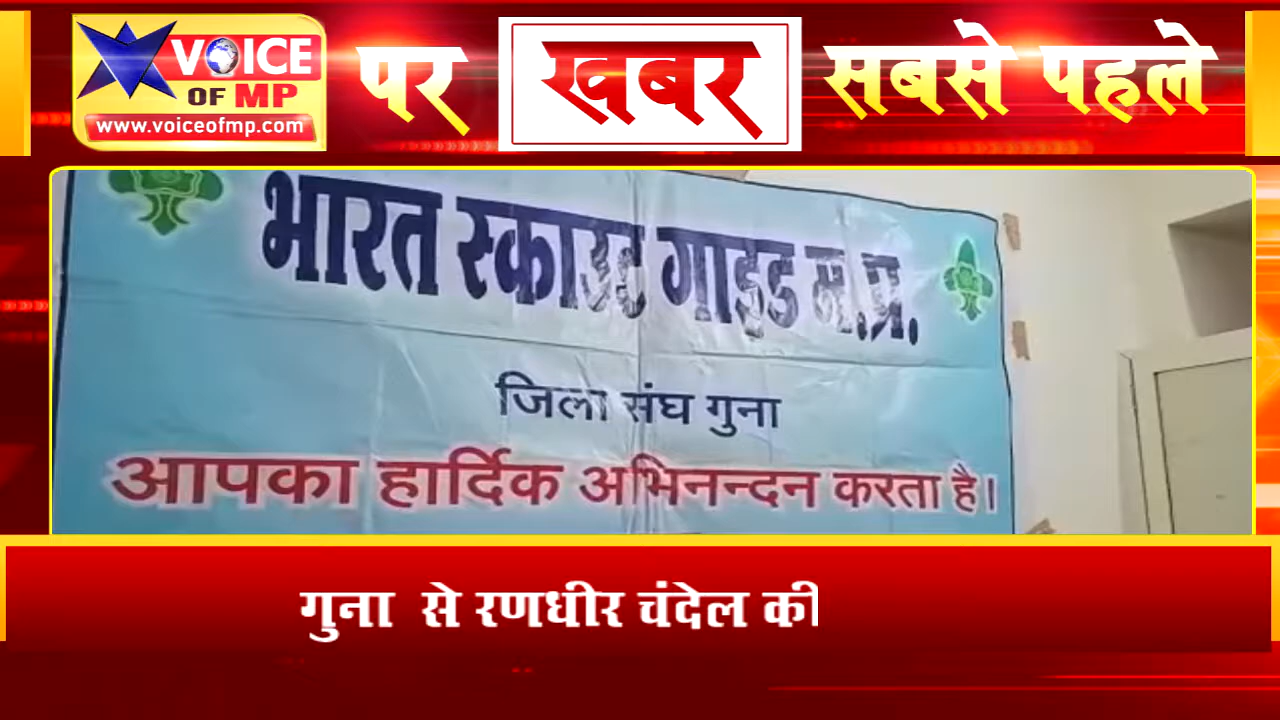 VOICE OF MP
www.voiceofmp.com
पर खबर सबसे पहले
भारत स्काउट गाइड म.प्र.
जिला संघ गुना
आपका हार्दिक अभिनन्दन करता है।
गुना से रणधीर चंदेल की